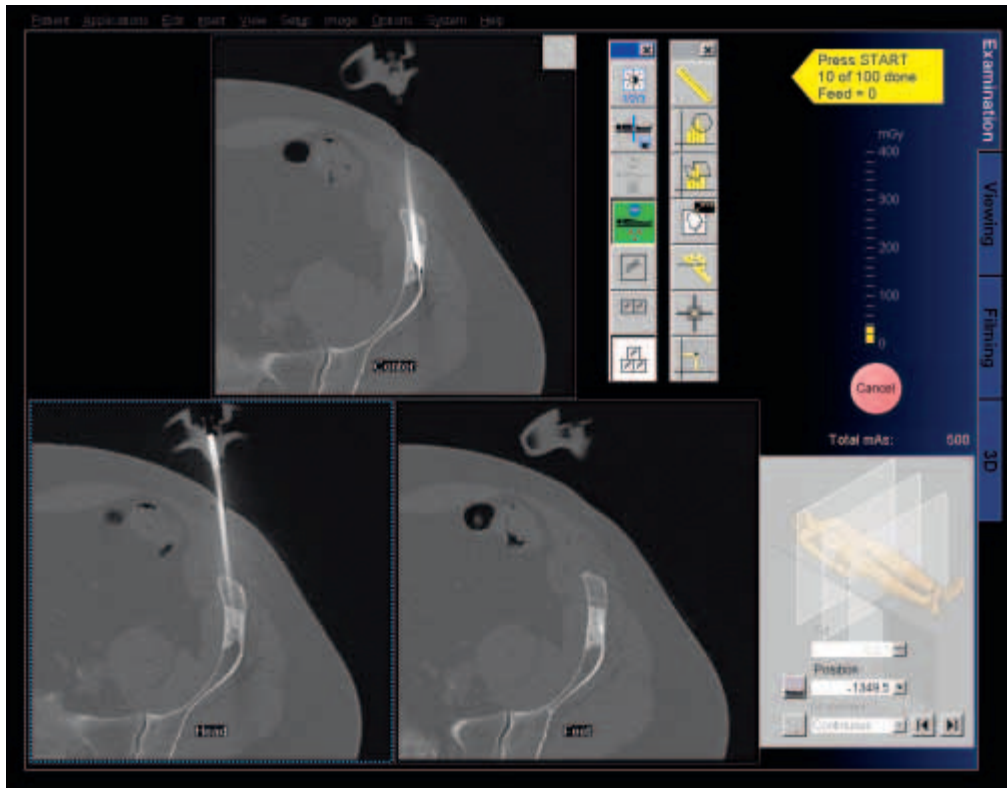 Patient Applications Edit Insert View Setup Image Options System Help
Press START
10 of 100 done
Feed = 0
Examination
Viewing
Filming
3D
mGy
400
300
200
100
0
Cancel
Total mAs: 500
Center
Head
Foot
Position
-1349.5
Continuous